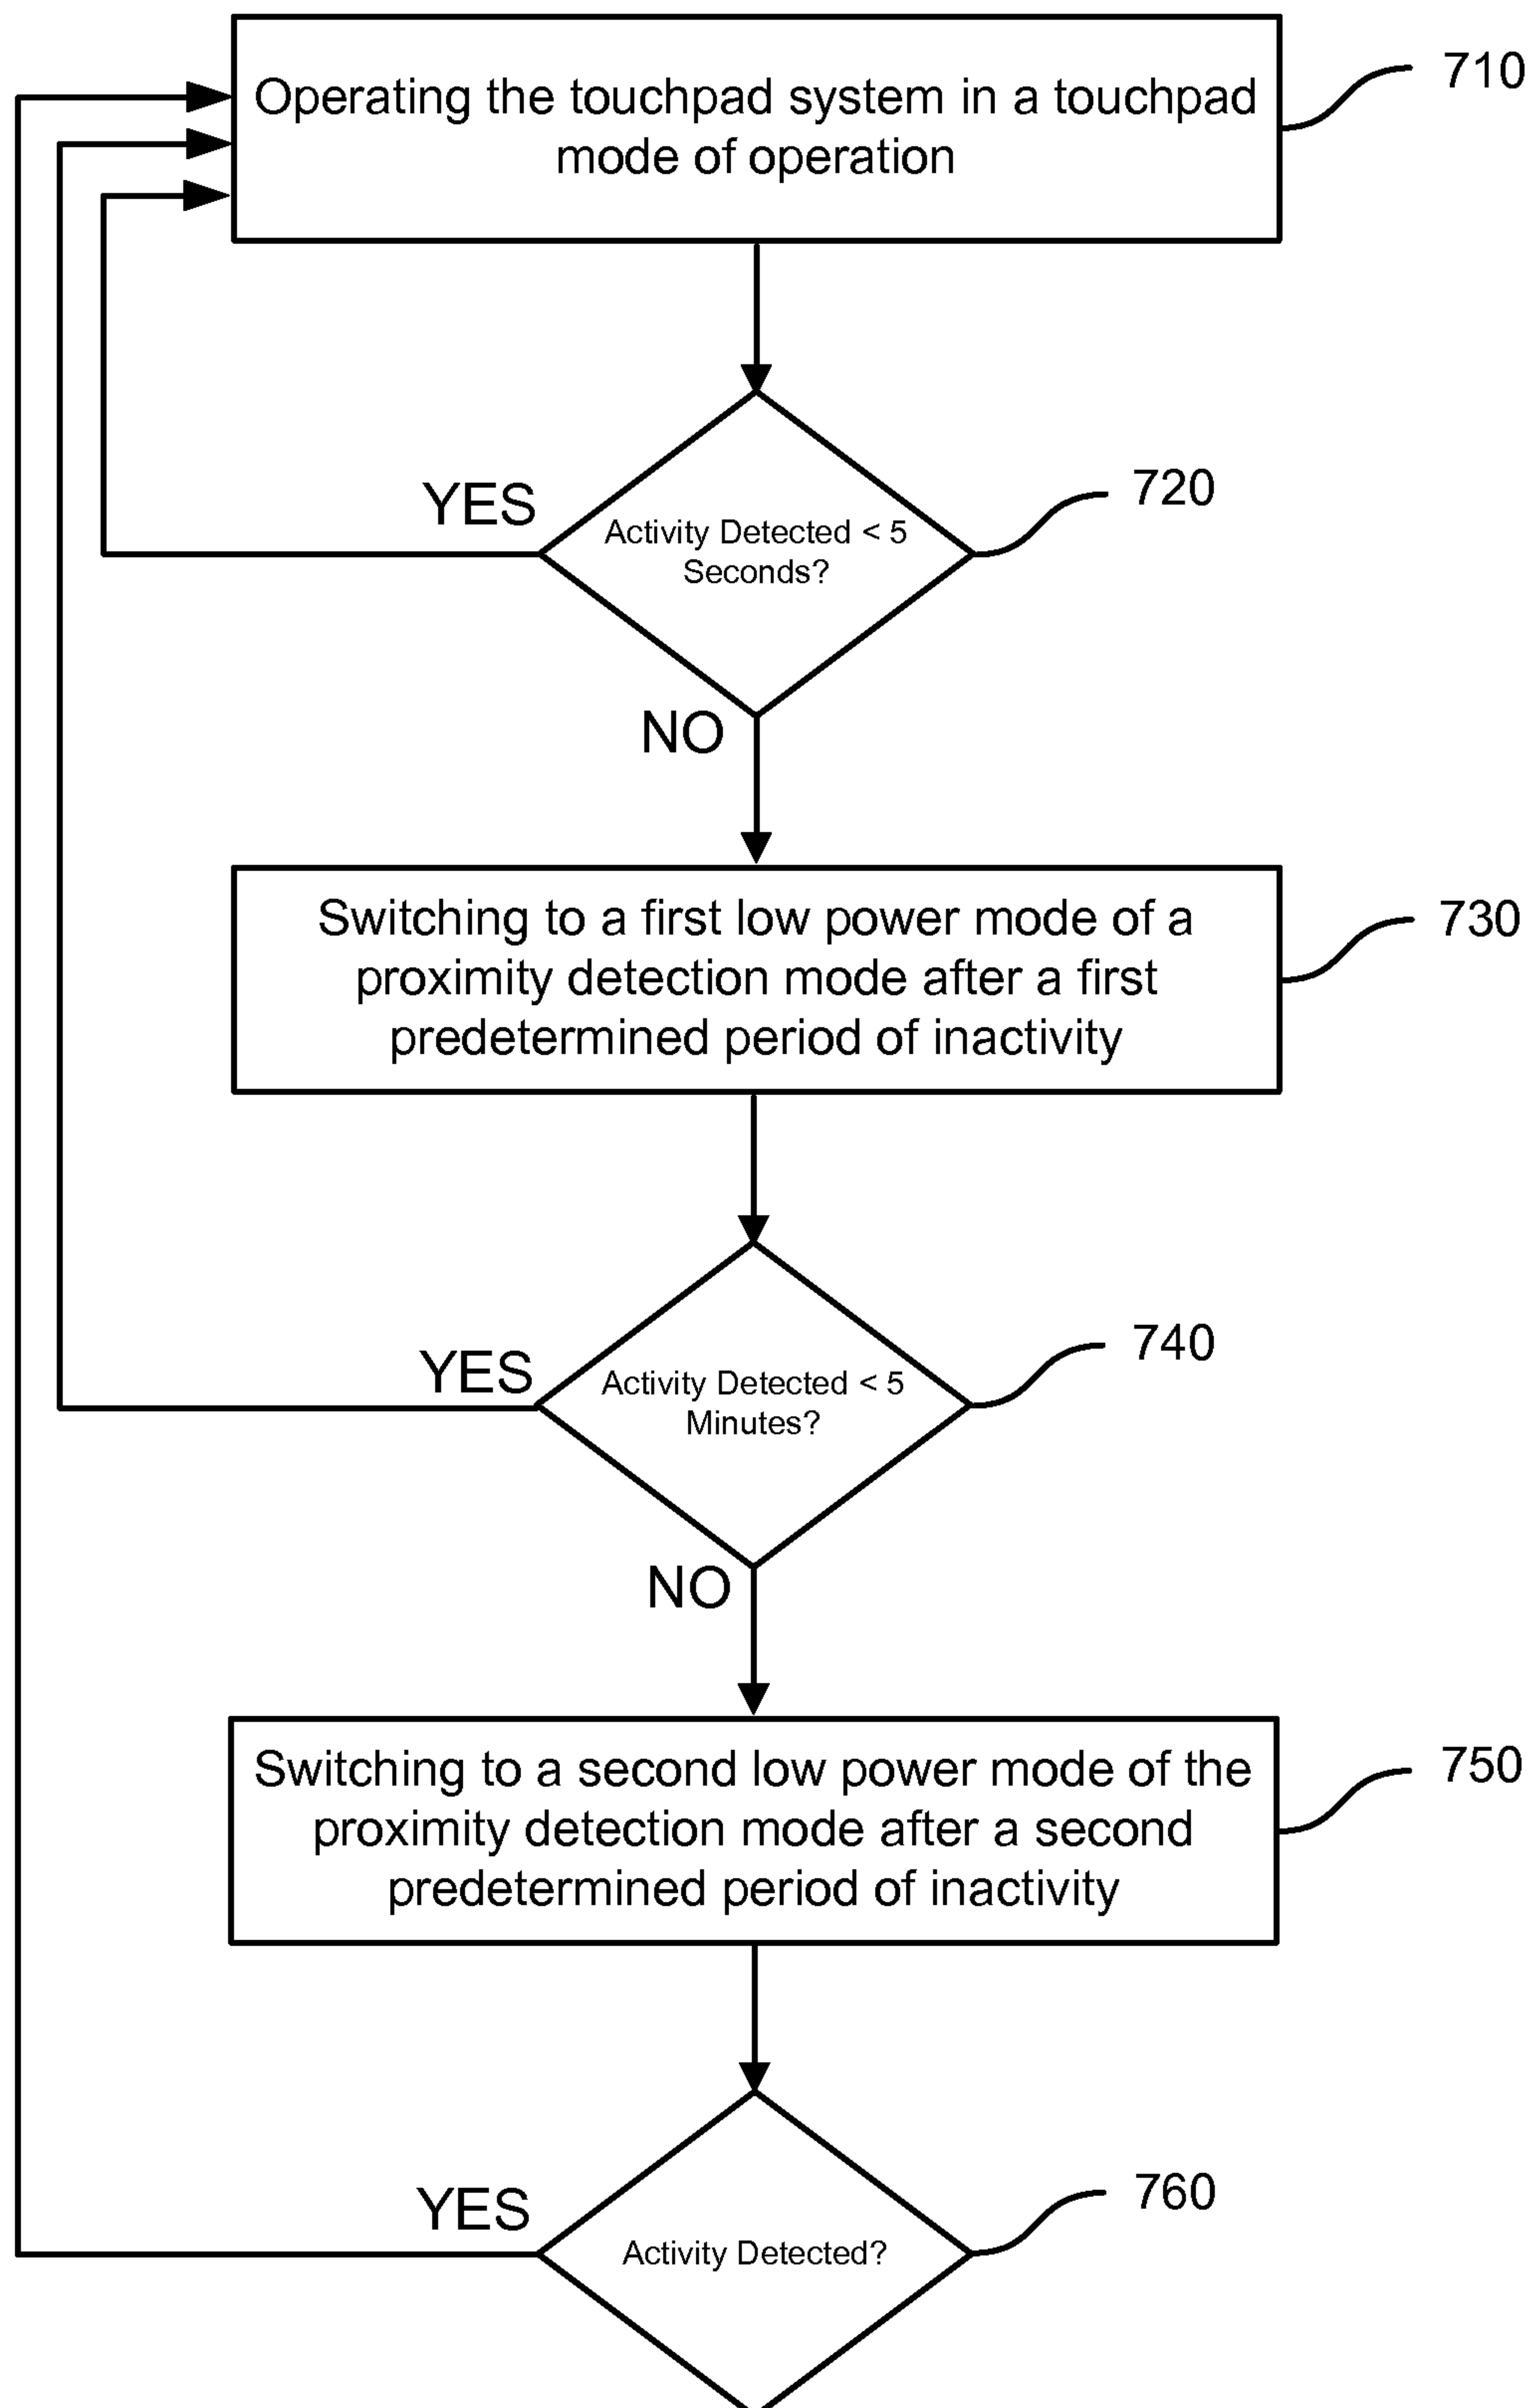 Operating the touchpad system in a touchpad
mode of operation
710
YES
Activity Detected < 5
Seconds?
720
NO
Switching to a first low power mode of a
proximity detection mode after a first
predetermined period of inactivity
730
YES
Activity Detected < 5
Minutes?
740
NO
Switching to a second low power mode of the
proximity detection mode after a second
predetermined period of inactivity
750
YES
Activity Detected?
760